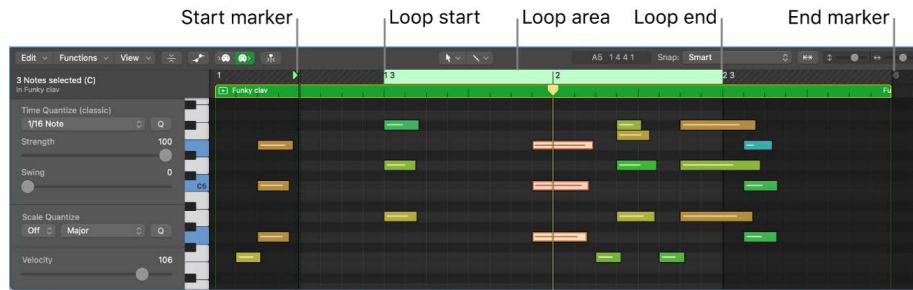 Start marker
Loop start
Loop area
Loop end
End marker
Edit Functions View
A5 1 4 4 1 Snap: Smart
3 Notes selected (C)
in Funky clav
1 1 3 2 2 3
Funky clav
Fu
Time Quantize (classic)
1/16 Note Q
Strength 100
Swing 0
C5
Scale Quantize
Off Major Q
Velocity 106